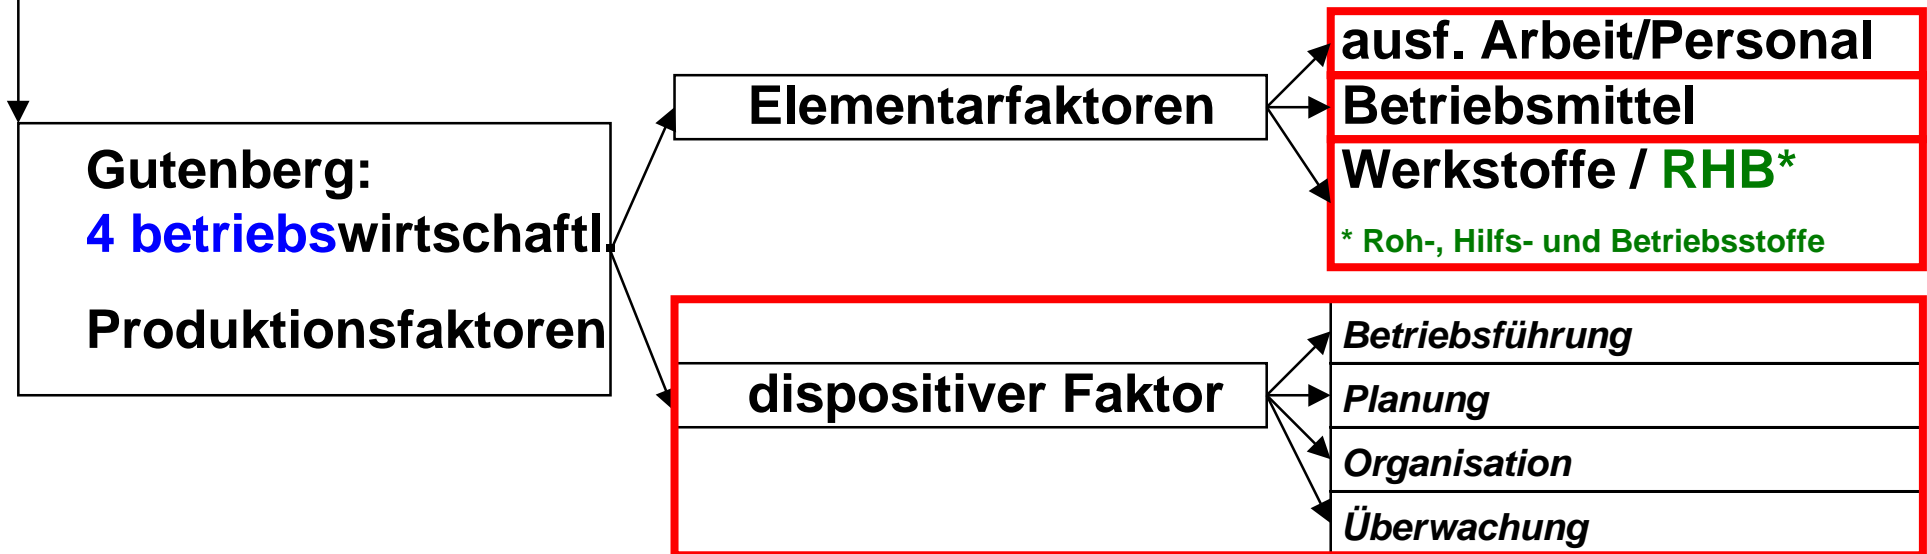 Gutenberg:
4 betriebswirtschaftl.
Produktionsfaktoren
Elementarfaktoren
ausf. Arbeit/Personal
Betriebsmittel
Werkstoffe / RHB*
* Roh-, Hilfs- und Betriebsstoffe
dispositiver Faktor
Betriebsführung
Planung
Organisation
Überwachung